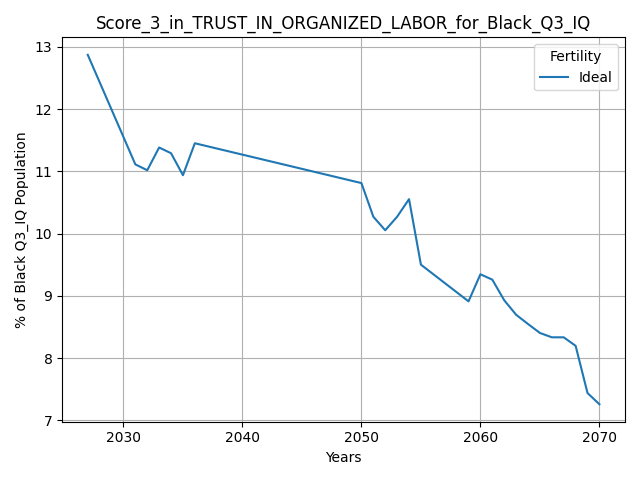 Score_3_in_TRUST_IN_ORGANIZED_LABOR_for_Black_Q3_IQ
Fertility
Ideal
% of Black Q3_IQ Population
13
12
11
10
9
8
7
2030 2040 2050 2060 2070
Years